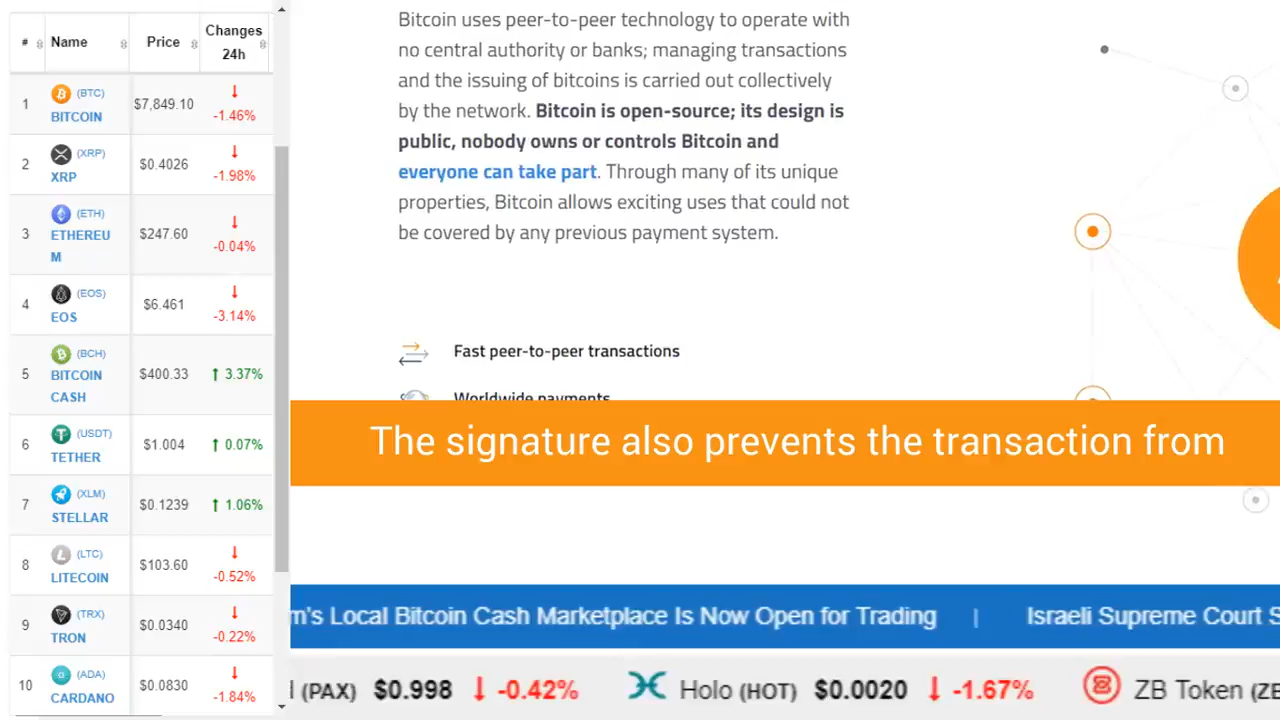 # Name Price Changes 24h
1 (BTC) BITCOIN $7,849.10 -1.46%
2 (XRP) XRP $0.4026 -1.98%
3 (ETH) ETHEREUM $247.60 -0.04%
4 (EOS) EOS $6.461 -3.14%
5 (BCH) BITCOIN CASH $400.33 3.37%
6 (USDT) TETHER $1.004 0.07%
7 (XLM) STELLAR $0.1239 1.06%
8 (LTC) LITECOIN $103.60 -0.52%
9 (TRX) TRON $0.0340 -0.22%
10 (ADA) CARDANO $0.0830 -1.84%
Bitcoin uses peer-to-peer technology to operate with
no central authority or banks; managing transactions
and the issuing of bitcoins is carried out collectively
by the network. Bitcoin is open-source; its design is
public, nobody owns or controls Bitcoin and
everyone can take part. Through many of its unique
properties, Bitcoin allows exciting uses that could not
be covered by any previous payment system.
Fast peer-to-peer transactions
Worldwide payments
The signature also prevents the transaction from
m's Local Bitcoin Cash Marketplace Is Now Open for Trading | Israeli Supreme Court S
(PAX) $0.998 -0.42% Holo (HOT) $0.0020 -1.67% ZB Token (ZB